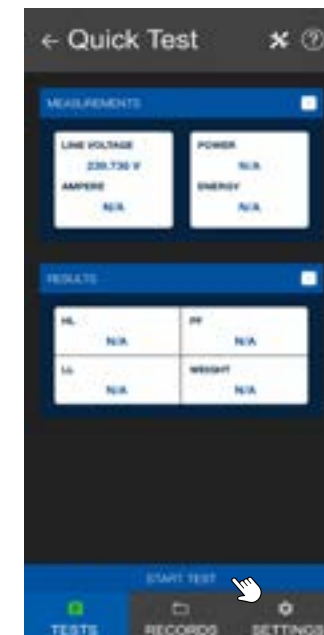 ← Quick Test
MEASUREMENTS
LINE VOLTAGE
239.730 V
AMPERE
N/A
POWER
N/A
ENERGY
N/A
RESULTS
HL
N/A
PF
N/A
LL
N/A
WEIGHT
N/A
START TEST
TESTS
RECORDS
SETTINGS